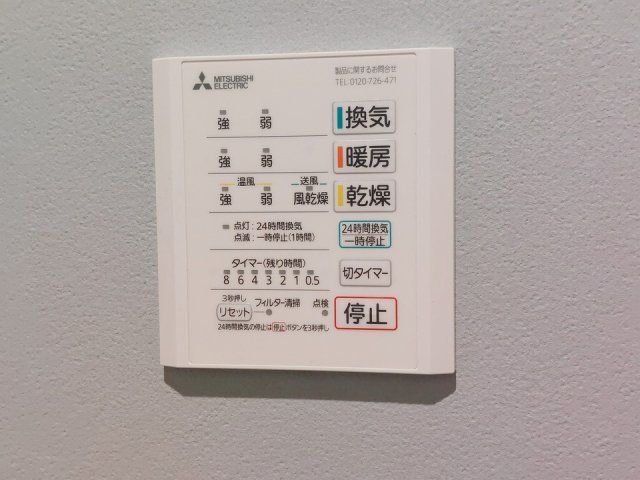 MITSUBISHI
ELECTRIC
製品に関するお問合せ
TEL:0120-726-471
強 弱 換気
強 弱 暖房
温風 送風
強 弱 風乾燥 乾燥
点灯:24時間換気
点滅:一時停止(1時間)
24時間換気
一時停止
タイマー(残り時間)
8 6 4 3 2 1 0.5
切タイマー
3秒押し
リセット フィルター清掃 点検
停止
24時間換気の停止は停止ボタンを3秒押し